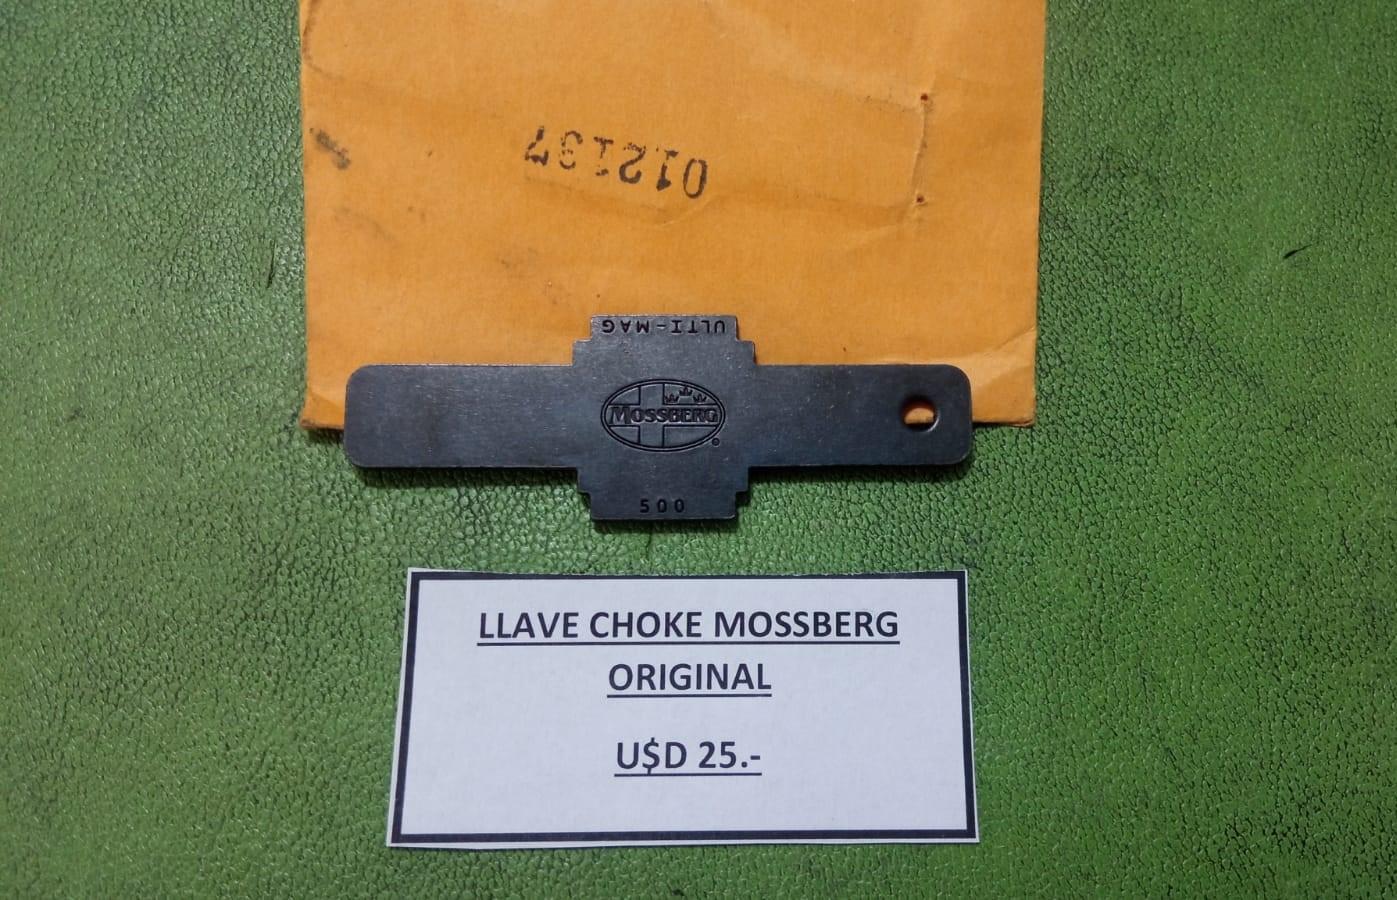 012137
ULTI-MAG
MOSSBERG
500
LLAVE CHOKE MOSSBERG
ORIGINAL
U$D 25.-